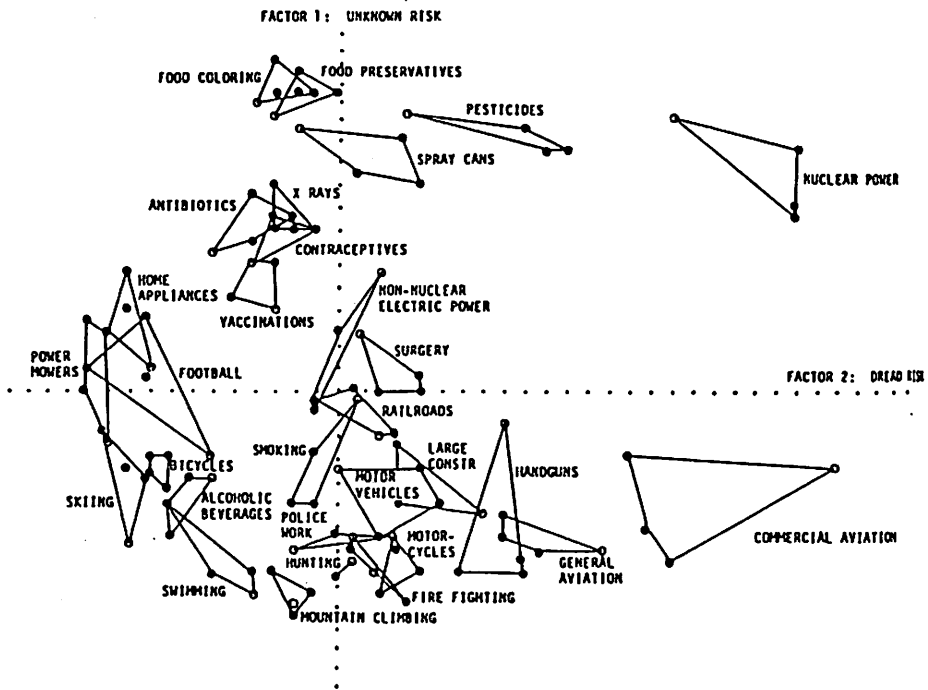 FACTOR 1: UNKNOWN RISK
FOOD COLORING
FOOD PRESERVATIVES
PESTICIDES
SPRAY CANS
NUCLEAR POWER
X RAYS
ANTIBIOTICS
CONTRACEPTIVES
HOME
APPLIANCES
VACCINATIONS
NON-NUCLEAR
ELECTRIC POWER
POWER
MOWERS
FOOTBALL
SURGERY
FACTOR 2: DREAD RISK
RAILROADS
SMOKING
LARGE
CONSTR
HANDGUNS
BICYCLES
MOTOR
VEHICLES
SKIING
ALCOHOLIC
BEVERAGES
POLICE
WORK
MOTOR-
CYCLES
COMMERCIAL AVIATION
HUNTING
GENERAL
AVIATION
SWIMMING
FIRE FIGHTING
MOUNTAIN CLIMBING